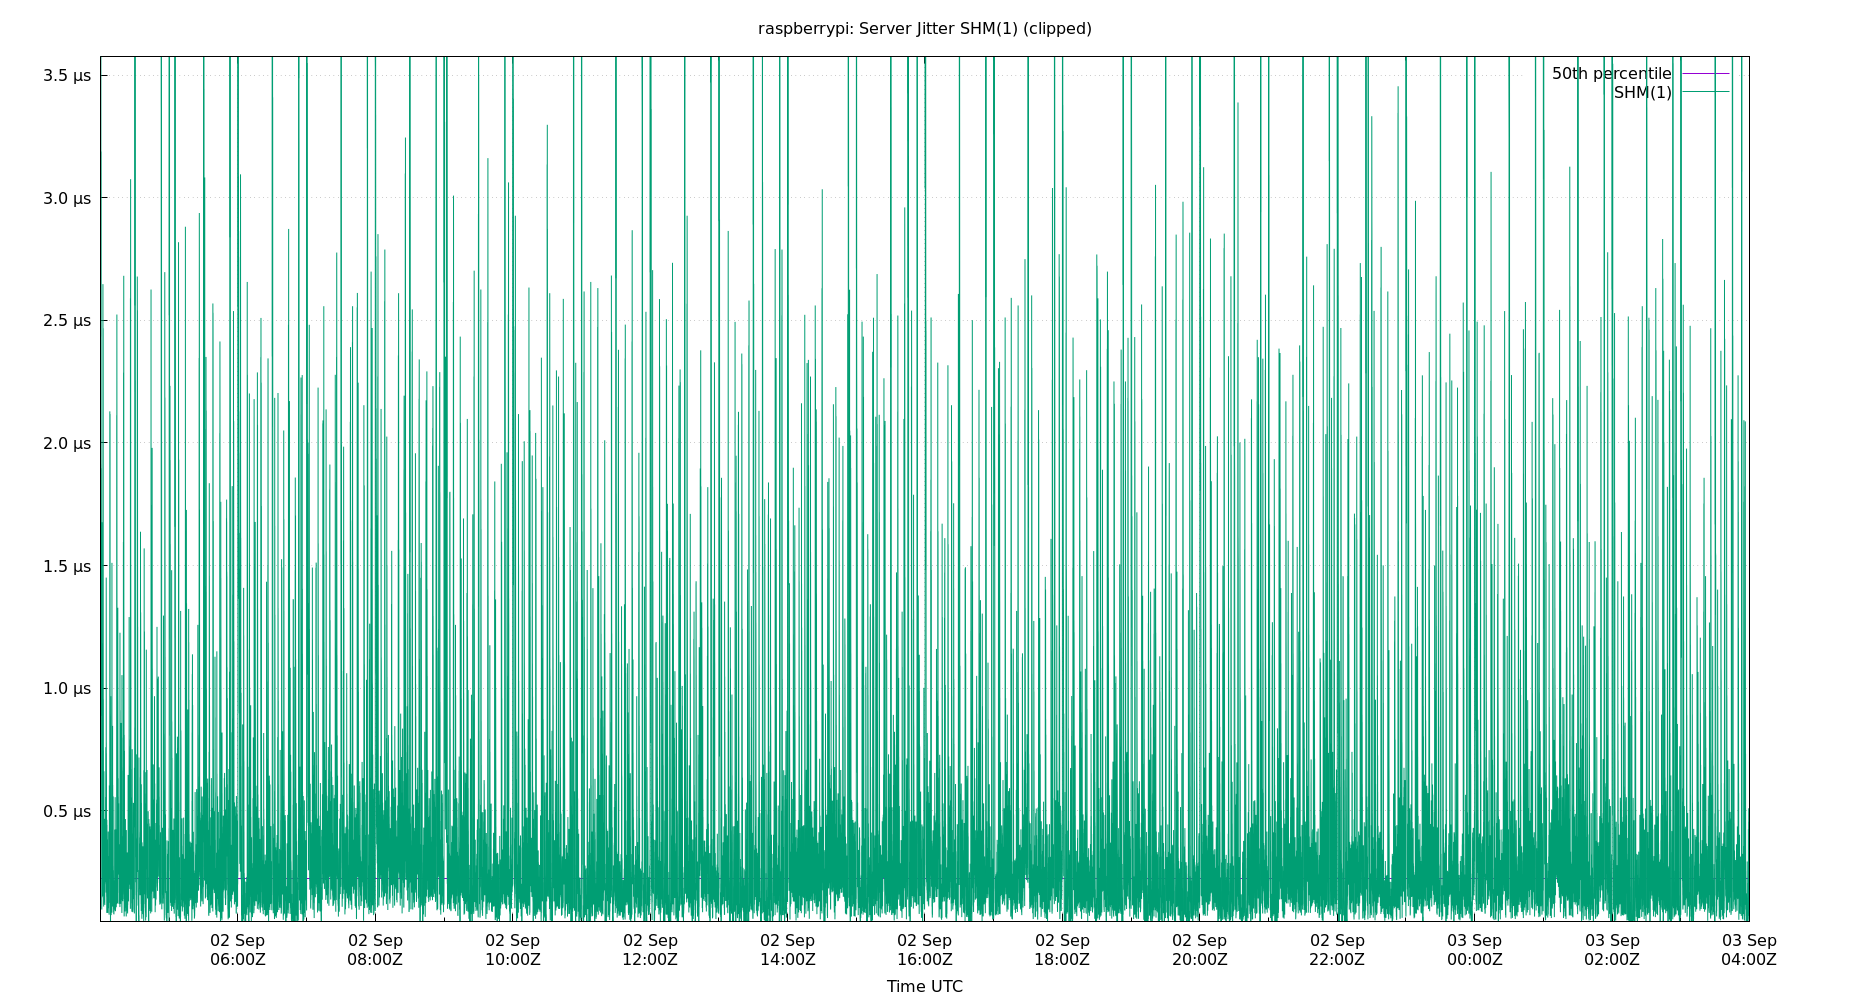 raspberrypi: Server Jitter SHM(1) (clipped)
3.5 µs
50th percentile
SHM(1)
3.0 µs
2.5 µs
2.0 µs
1.5 µs
1.0 µs
0.5 µs
02 Sep 02 Sep 02 Sep 02 Sep 02 Sep 02 Sep 02 Sep 02 Sep 02 Sep 03 Sep 03 Sep 03 Sep
06:00Z 08:00Z 10:00Z 12:00Z 14:00Z 16:00Z 18:00Z 20:00Z 22:00Z 00:00Z 02:00Z 04:00Z
Time UTC